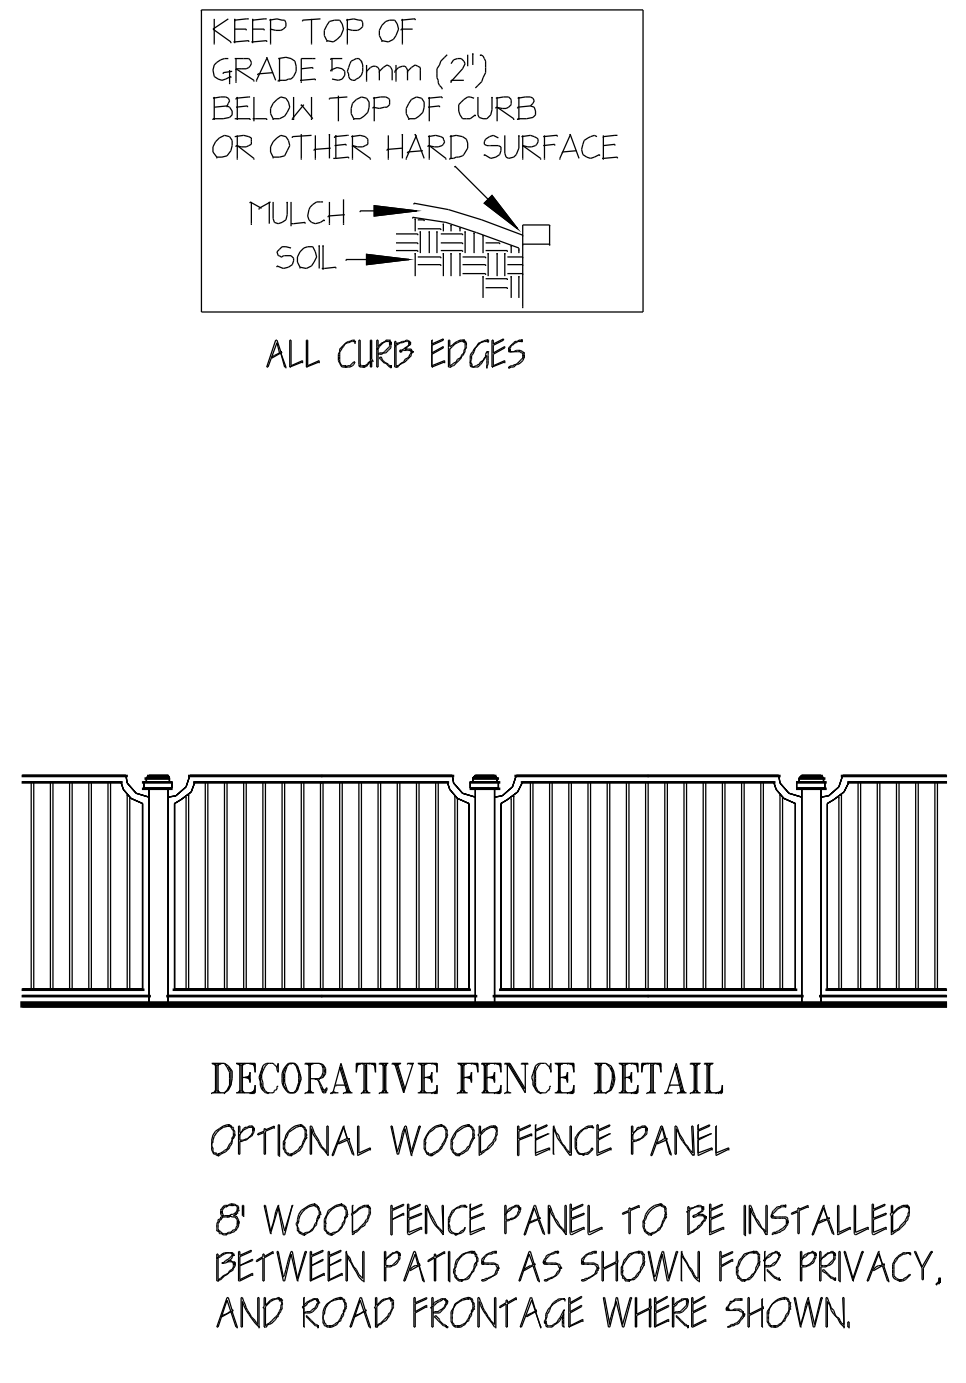 KEEP TOP OF
GRADE 50mm (2")
BELOW TOP OF CURB
OR OTHER HARD SURFACE
MULCH
SOIL
ALL CURB EDGES
DECORATIVE FENCE DETAIL
OPTIONAL WOOD FENCE PANEL
8' WOOD FENCE PANEL TO BE INSTALLED
BETWEEN PATIOS AS SHOWN FOR PRIVACY,
AND ROAD FRONTAGE WHERE SHOWN.